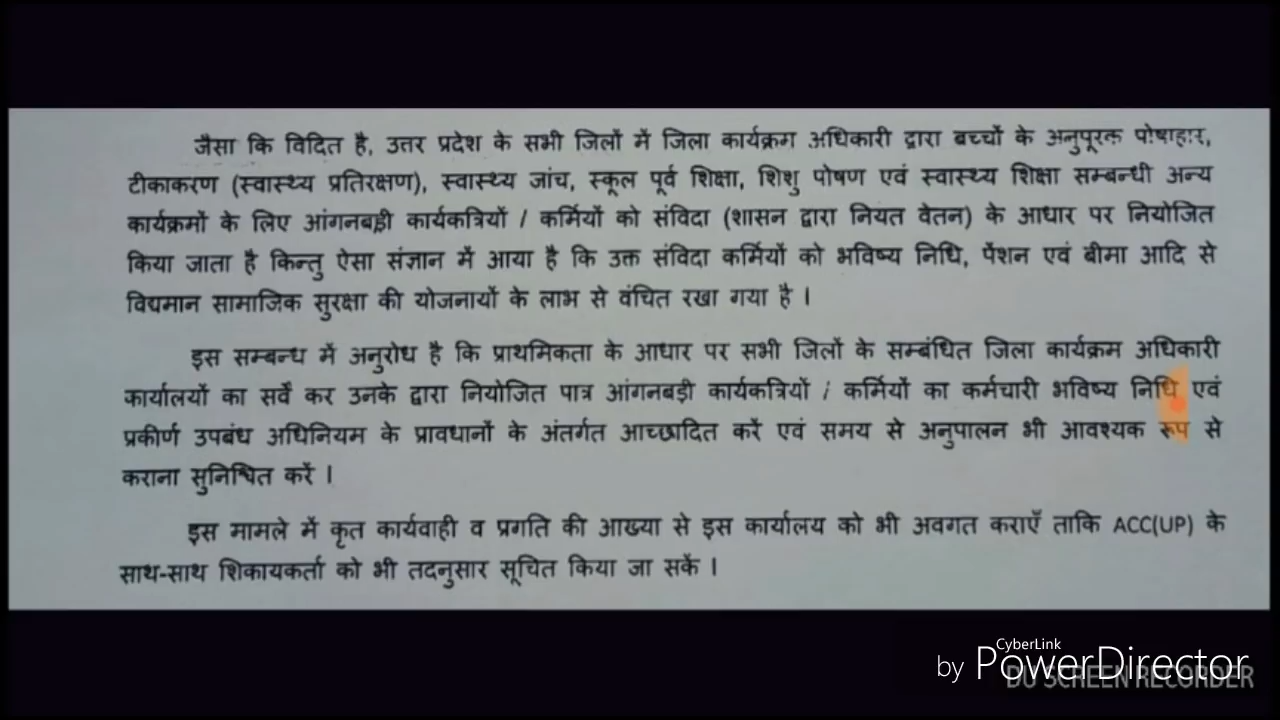 जैसा कि विदित है, उत्तर प्रदेश के सभी जिलों में जिला कार्यक्रम अधिकारी द्वारा बच्चों के अनुपूरक पोषाहार,
टीकाकरण (स्वास्थ्य प्रतिरक्षण), स्वास्थ्य जांच, स्कूल पूर्व शिक्षा, शिशु पोषण एवं स्वास्थ्य शिक्षा सम्बन्धी अन्य
कार्यक्रमों के लिए आंगनबड़ी कार्यकत्रियों / कर्मियों को संविदा (शासन द्वारा नियत वेतन) के आधार पर नियोजित
किया जाता है किन्तु ऐसा संज्ञान में आया है कि उक्त संविदा कर्मियों को भविष्य निधि, पेंशन एवं बीमा आदि से
विद्यमान सामाजिक सुरक्षा की योजनायों के लाभ से वंचित रखा गया है ।
इस सम्बन्ध में अनुरोध है कि प्राथमिकता के आधार पर सभी जिलों के सम्बंधित जिला कार्यक्रम अधिकारी
कार्यालयों का सर्वे कर उनके द्वारा नियोजित पात्र आंगनबड़ी कार्यकत्रियों / कर्मियों का कर्मचारी भविष्य निधि एवं
प्रकीर्ण उपबंध अधिनियम के प्रावधानों के अंतर्गत आच्छादित करें एवं समय से अनुपालन भी आवश्यक रूप से
कराना सुनिश्चित करें ।
इस मामले में कृत कार्यवाही व प्रगति की आख्या से इस कार्यालय को भी अवगत कराएँ ताकि ACC(UP) के
साथ-साथ शिकायकर्ता को भी तदनुसार सूचित किया जा सकें ।
CyberLink
by PowerDirector
DU SCREEN RECORDER